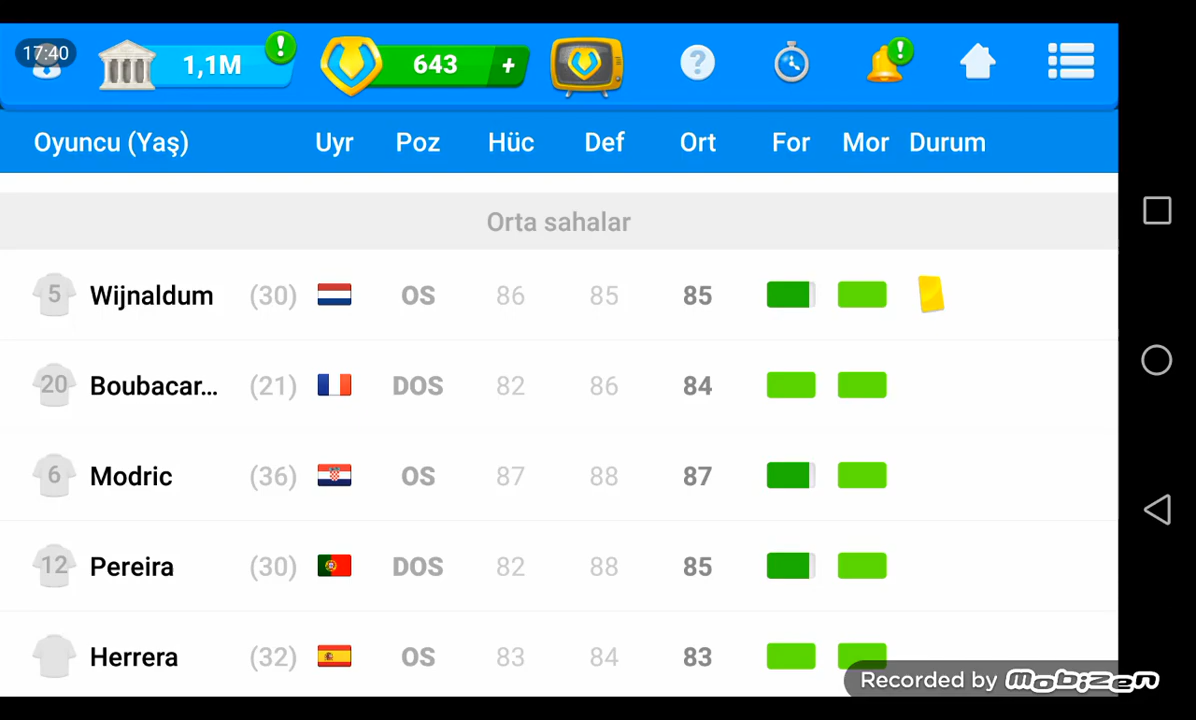 17:40 1,1M 643 +
Oyuncu (Yaş) Uyr Poz Hüc Def Ort For Mor Durum
Orta sahalar
5 Wijnaldum (30) OS 86 85 85
20 Boubacar... (21) DOS 82 86 84
6 Modric (36) OS 87 88 87
12 Pereira (30) DOS 82 88 85
Herrera (32) OS 83 84 83
Recorded by mobizen